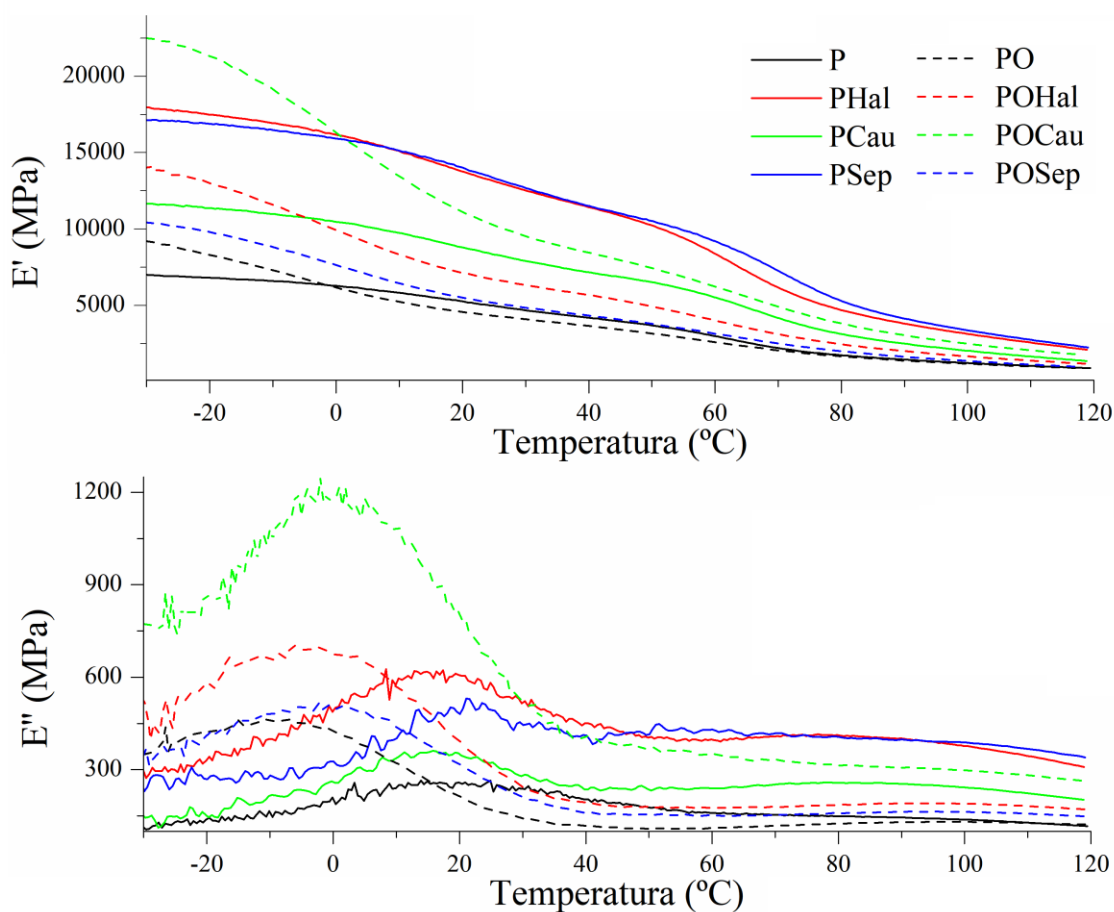 20000
15000
10000
5000
E' (MPa)
P PO
PHal POHal
PCau POCau
PSep POSep
-20 0 20 40 60 80 100 120
Temperatura (ºC)
1200
900
600
300
E'' (MPa)
-20 0 20 40 60 80 100 120
Temperatura (ºC)